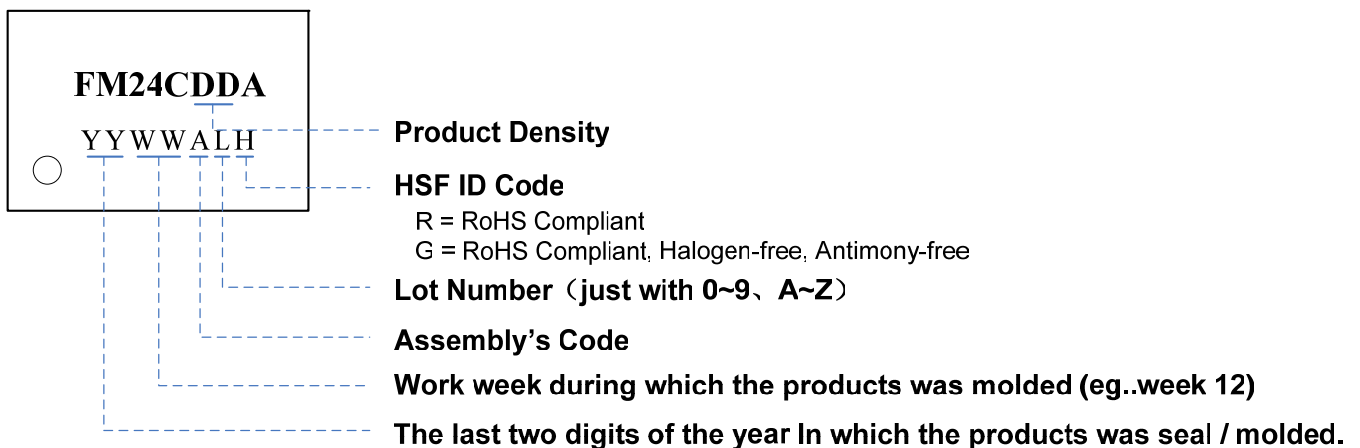 FM24CDDA
YYWWALH
Product Density
HSF ID Code
R = RoHS Compliant
G = RoHS Compliant, Halogen-free, Antimony-free
Lot Number（just with 0~9、A~Z）
Assembly's Code
Work week during which the products was molded (eg..week 12)
The last two digits of the year In which the products was seal / molded.